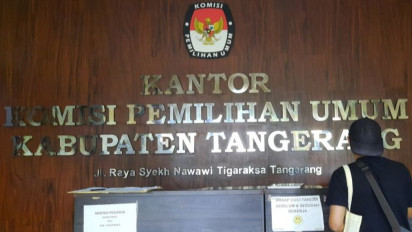 KOMISI
PEMILIHAN UMUM
KANTOR
KOMISI PEMILIHAN UMUM
KABUPATEN TANGERANG
Jl. Raya Syekh Nawawi Tigaraksa Tangerang